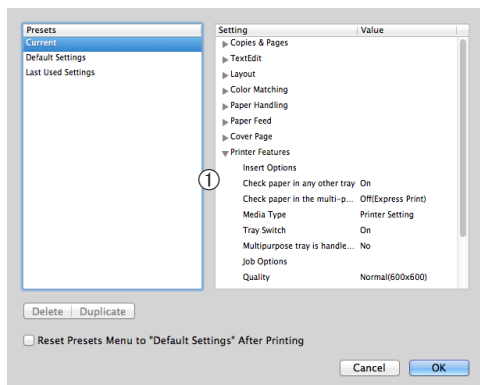 Presets
Current
Default Settings
Last Used Settings
Setting Value
Copies & Pages
TextEdit
Layout
Color Matching
Paper Handling
Paper Feed
Cover Page
Printer Features
Insert Options
Check paper in any other tray On
Check paper in the multi-p... Off(Express Print)
Media Type Printer Setting
Tray Switch On
Multipurpose tray is handle... No
Job Options
Quality Normal(600x600)
①
Delete Duplicate
Reset Presets Menu to "Default Settings" After Printing
Cancel OK